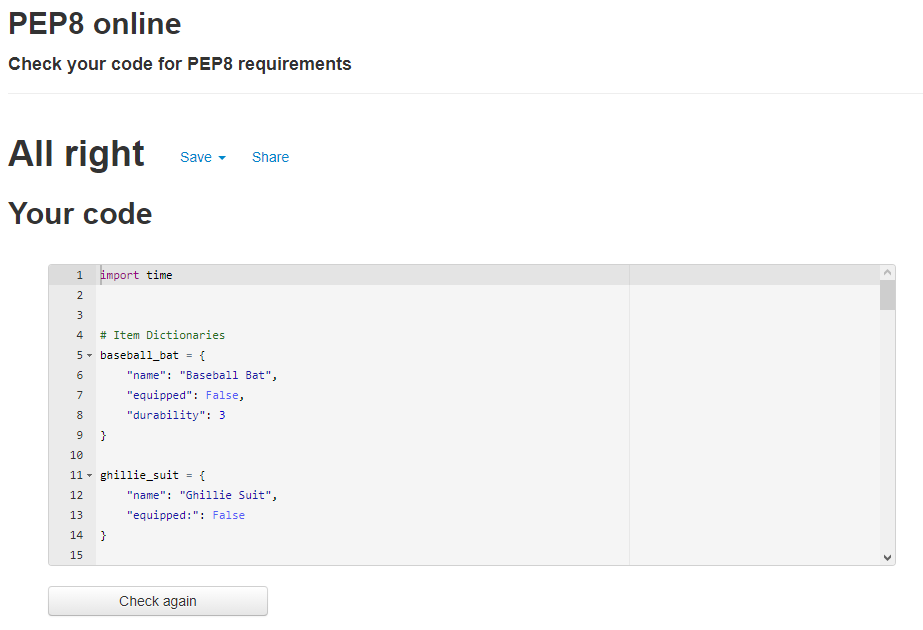 PEP8 online
Check your code for PEP8 requirements
All right Save Share
Your code
1 import time
2
3
4 # Item Dictionaries
5 baseball_bat = {
6 "name": "Baseball Bat",
7 "equipped": False,
8 "durability": 3
9 }
10
11 ghillie_suit = {
12 "name": "Ghillie Suit",
13 "equipped:": False
14 }
15
Check again